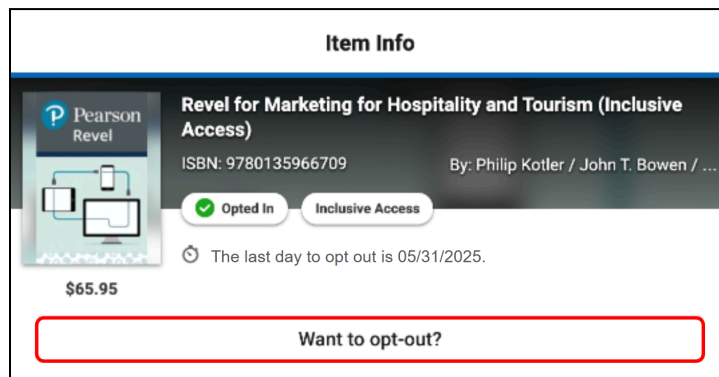 Item Info
Pearson
Revel
Revel for Marketing for Hospitality and Tourism (Inclusive
Access)
ISBN: 9780135966709
By: Philip Kotler / John T. Bowen / ...
Opted In
Inclusive Access
The last day to opt out is 05/31/2025.
$65.95
Want to opt-out?